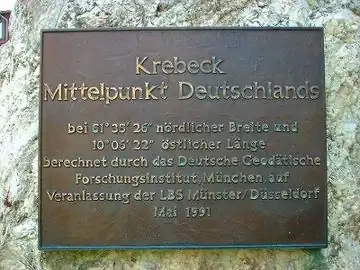 Krebeck
Mittelpunkt Deutschlands
bei 51° 35' 26" nördlicher Breite und
10° 06' 22" östlicher Länge
berechnet durch das Deutsche Geodätische
Forschungsinstitut, München auf
Veranlassung der LBS Münster/Düsseldorf
Mai 1991